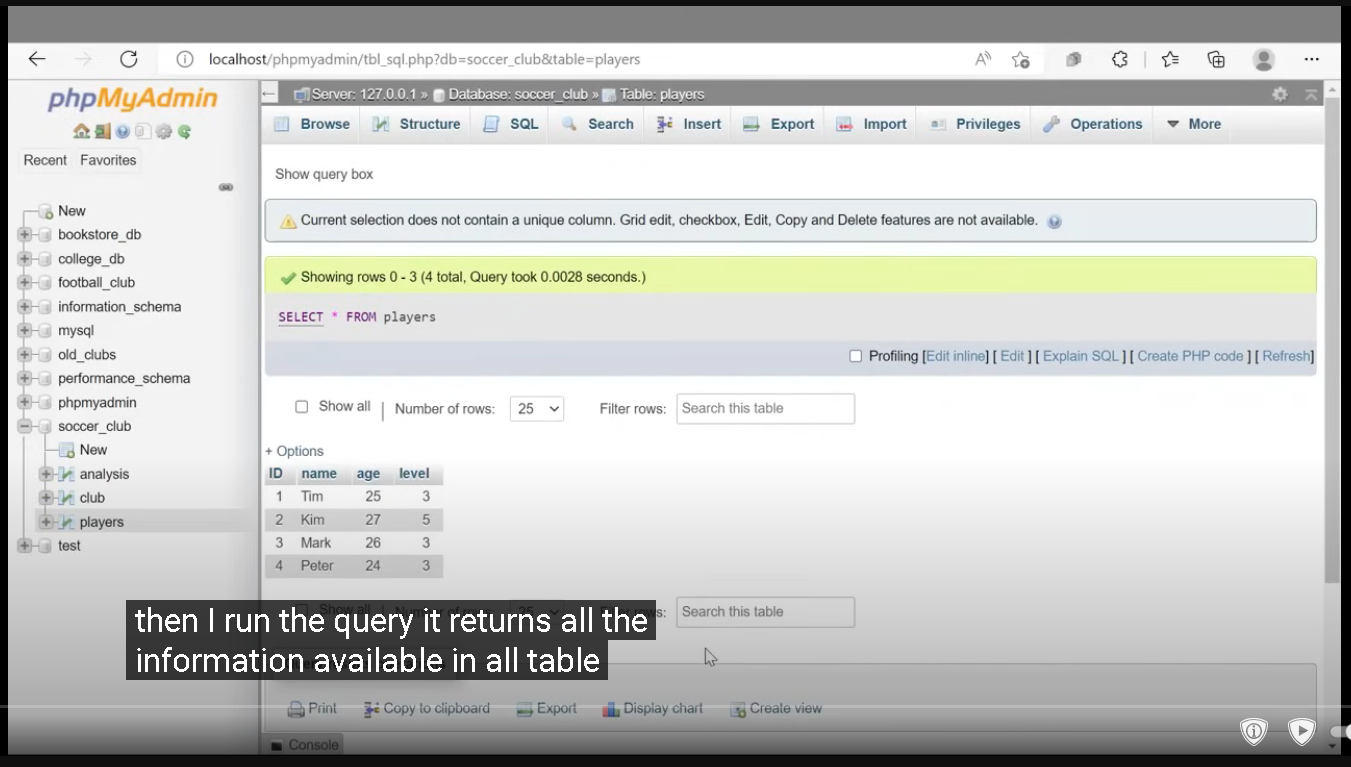 localhost/phpmyadmin/tbl_sql.php?db=soccer_club&table=players
phpMyAdmin
Recent Favorites
New
bookstore_db
college_db
football_club
information_schema
mysql
old_clubs
performance_schema
phpmyadmin
soccer_club
New
analysis
club
players
test
Server: 127.0.0.1 » Database: soccer_club » Table: players
Browse Structure SQL Search Insert Export Import Privileges Operations More
Show query box
Current selection does not contain a unique column. Grid edit, checkbox, Edit, Copy and Delete features are not available.
Showing rows 0 - 3 (4 total, Query took 0.0028 seconds.)
SELECT * FROM players
Profiling [Edit inline] [ Edit ] [ Explain SQL ] [ Create PHP code ] [ Refresh]
Show all | Number of rows: 25 Filter rows: Search this table
+ Options
ID name age level
1 Tim 25 3
2 Kim 27 5
3 Mark 26 3
4 Peter 24 3
Show all | Number of rows: 25 Filter rows: Search this table
then I run the query it returns all the
information available in all table
Print Copy to clipboard Export Display chart Create view
Console